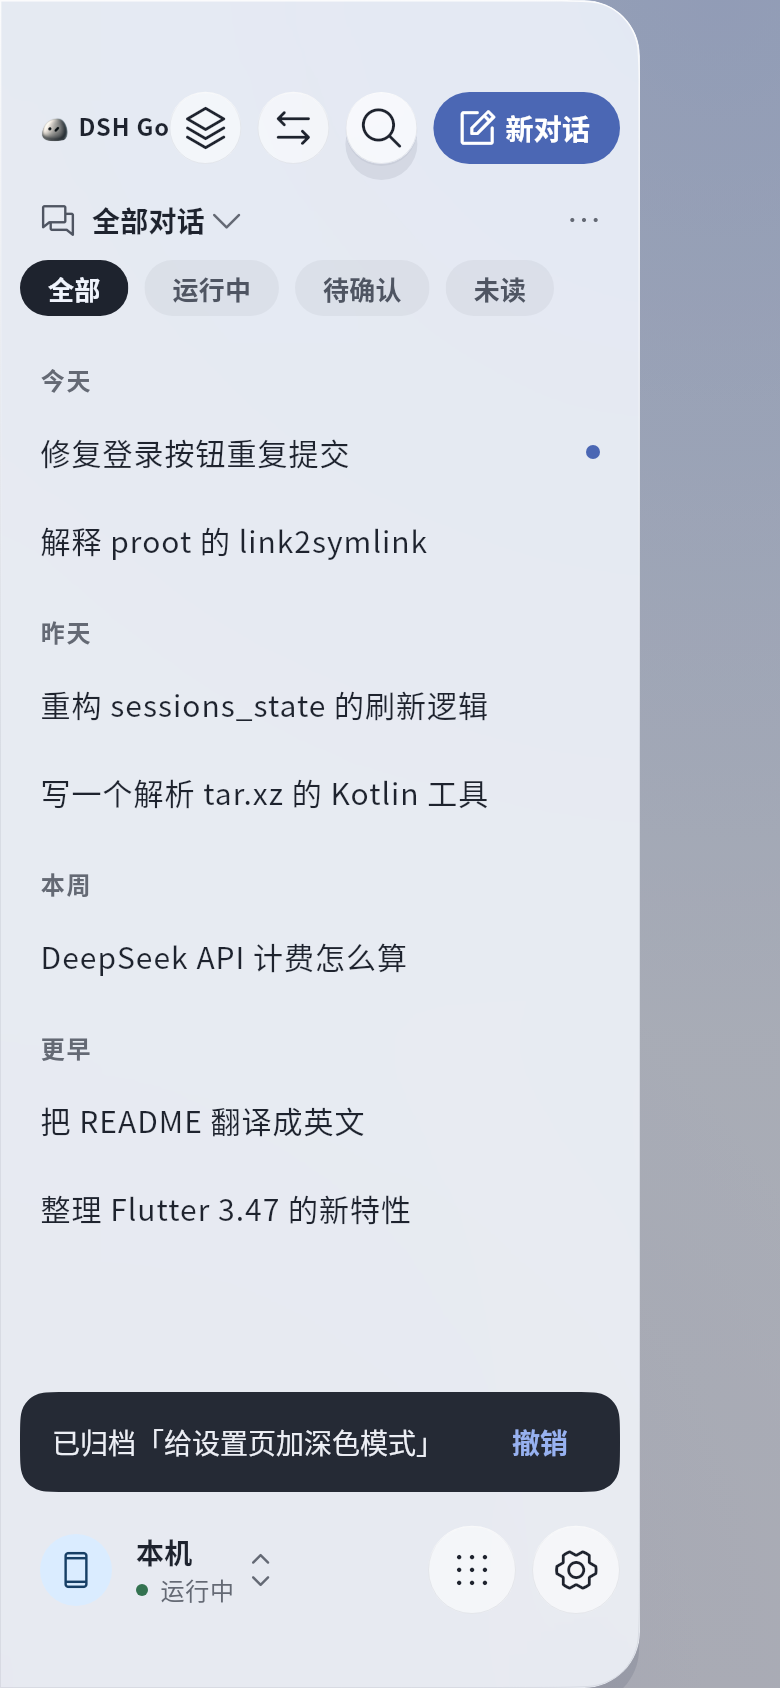 DSH Go
新对话
全部对话
全部 运行中 待确认 未读
今天
修复登录按钮重复提交
解释 proot 的 link2symlink
昨天
重构 sessions_state 的刷新逻辑
写一个解析 tar.xz 的 Kotlin 工具
本周
DeepSeek API 计费怎么算
更早
把 README 翻译成英文
整理 Flutter 3.47 的新特性
已归档「给设置页加深色模式」 撤销
本机
运行中